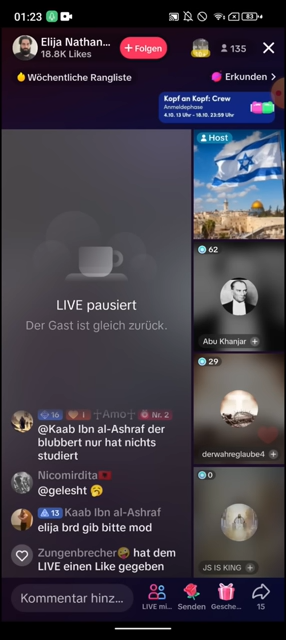 01:23
83
Elija Nathan...
18.8K Likes
+ Folgen
135
Wöchentliche Rangliste
Erkunden >
Kopf an Kopf: Crew
Anmeldephase
4.10. 13 Uhr - 18.10. 23:59 Uhr
Host
LIVE pausiert
Der Gast ist gleich zurück.
62
Abu Khanjar +
29
derwahreglaube4 +
0
JS IS KING +
16 I ☥Amo☥ Nr. 2
@Kaab Ibn al-Ashraf der
blubbert nur hat nichts
studiert
Nicomirdita🇦🇱
@gelesht 🥱
13 Kaab Ibn al-Ashraf
elija brd gib bitte mod
Zungenbrecher🤪 hat dem
LIVE einen Like gegeben
Kommentar hinz...
LIVE mi...
Senden
Gesche...
15